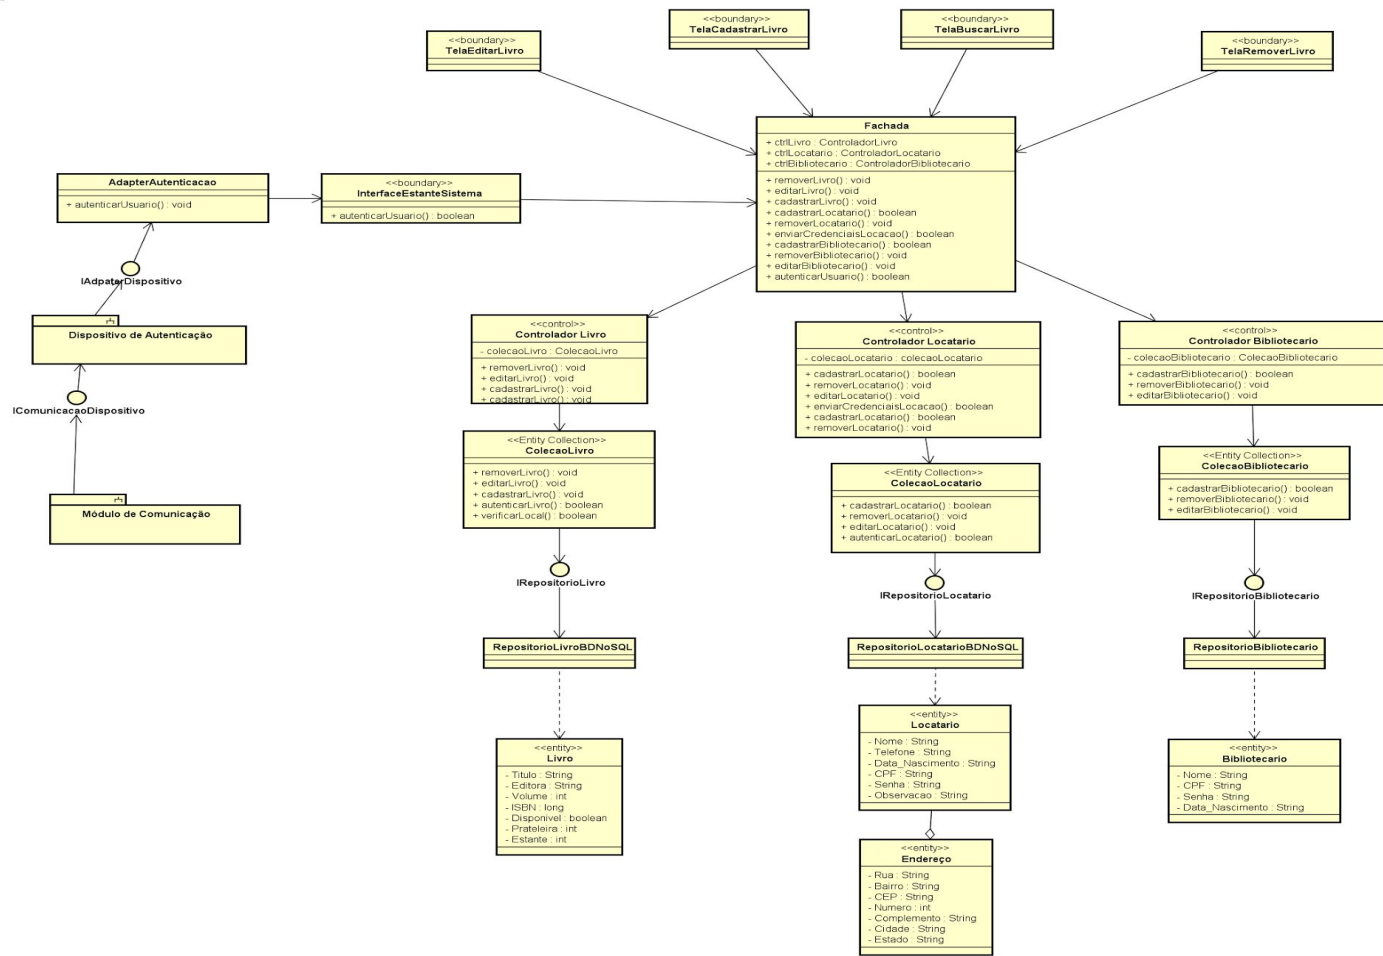 <<boundary>>
TelaEditarLivro
<<boundary>>
TelaCadastrarLivro
<<boundary>>
TelaBuscarLivro
<<boundary>>
TelaRemoverLivro
Fachada
+ ctrlLivro : ControladorLivro
+ ctrlLocatario : ControladorLocatario
+ ctrlBibliotecario : ControladorBibliotecario
+ removerLivro() : void
+ editarLivro() : void
+ cadastrarLivro() : void
+ cadastrarLocatario() : boolean
+ removerLocatario() : void
+ enviarCredenciaisLocacao() : boolean
+ cadastrarBibliotecario() : boolean
+ removerBibliotecario() : void
+ editarBibliotecario() : void
+ autenticarUsuario() : boolean
AdapterAutenticacao
+ autenticarUsuario() : void
<<boundary>>
InterfaceEstanteSistema
+ autenticarUsuario() : boolean
IAdpaterDispositivo
Dispositivo de Autenticação
IComunicacaoDispositivo
Módulo de Comunicação
<<control>>
Controlador Livro
- colecaoLivro : ColecaoLivro
+ removerLivro() : void
+ editarLivro() : void
+ cadastrarLivro() : void
+ cadastrarLivro() : void
<<Entity Collection>>
ColecaoLivro
+ removerLivro() : void
+ editarLivro() : void
+ cadastrarLivro() : void
+ autenticarLivro() : boolean
+ verificarLocal() : boolean
IRepositorioLivro
RepositorioLivroBDNoSQL
<<entity>>
Livro
- Titulo : String
- Editora : String
- Volume : int
- ISBN : long
- Disponivel : boolean
- Prateleira : int
- Estante : int
<<control>>
Controlador Locatario
- colecaoLocatario : colecaoLocatario
+ cadastrarLocatario() : boolean
+ removerLocatario() : void
+ editarLocatario() : void
+ enviarCredenciaisLocacao() : boolean
+ cadastrarLocatario() : boolean
+ removerLocatario() : void
<<Entity Collection>>
ColecaoLocatario
+ cadastrarLocatario() : boolean
+ removerLocatario() : void
+ editarLocatario() : void
+ autenticarLocatario() : boolean
IRepositorioLocatario
RepositorioLocatarioBDNoSQL
<<entity>>
Locatario
- Nome : String
- Telefone : String
- Data_Nascimento : String
- CPF : String
- Senha : String
- Observacao : String
<<entity>>
Endereço
- Rua : String
- Bairro : String
- CEP : String
- Numero : int
- Complemento : String
- Cidade : String
- Estado : String
<<control>>
Controlador Bibliotecario
- colecaoBibliotecario : ColecaoBibliotecario
+ cadastrarBibliotecario() : boolean
+ removerBibliotecario() : void
+ editarBibliotecario() : void
<<Entity Collection>>
ColecaoBibliotecario
+ cadastrarBibliotecario() : boolean
+ removerBibliotecario() : void
+ editarBibliotecario() : void
IRepositorioBibliotecario
RepositorioBibliotecario
<<entity>>
Bibliotecario
- Nome : String
- CPF : String
- Senha : String
- Data_Nascimento : String